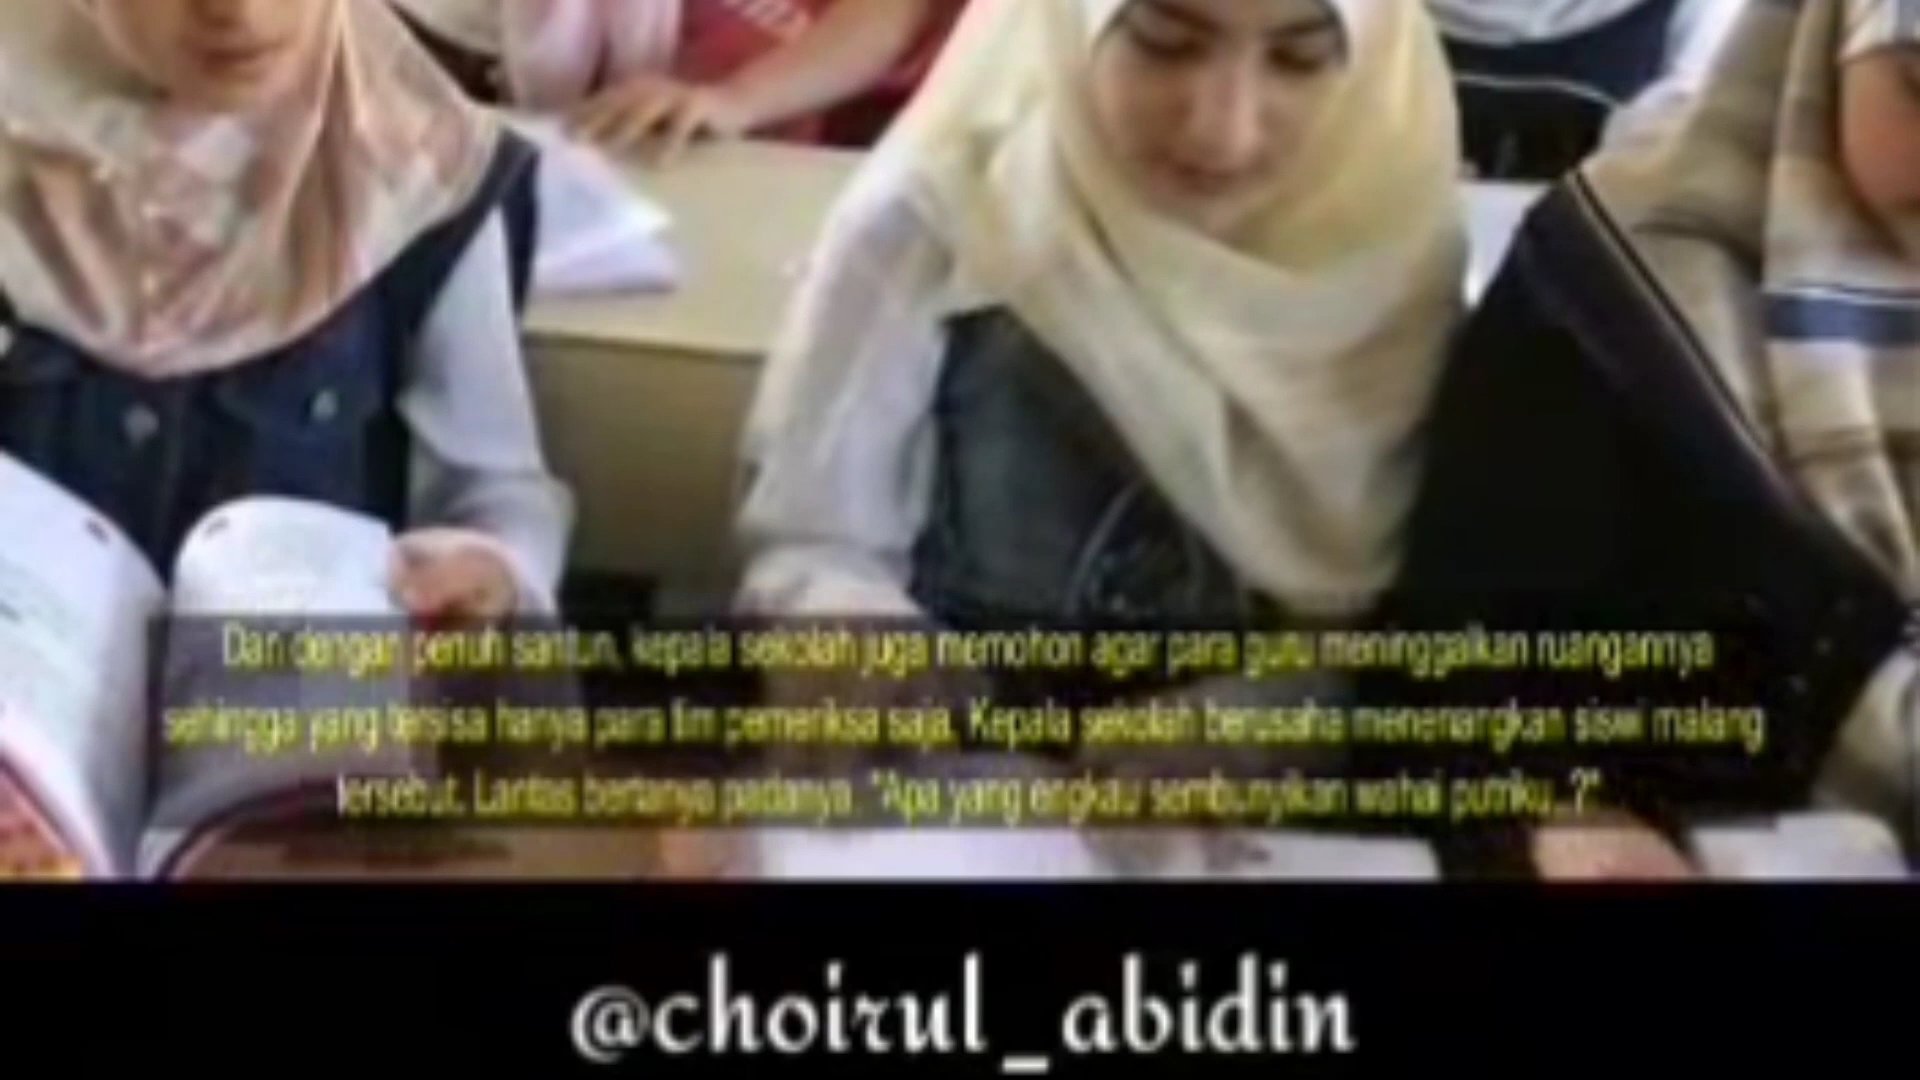 Dan dengan penuh santun, kepala sekolah juga memohon agar para guru meninggalkan ruangannya
sehingga yang tersisa hanya para tim pemeriksa saja. Kepala sekolah berusaha menenangkan siswi malang
tersebut. Lantas bertanya padanya. "Apa yang engkau sembunyikan wahai putriku..?"
@choirul_abidin